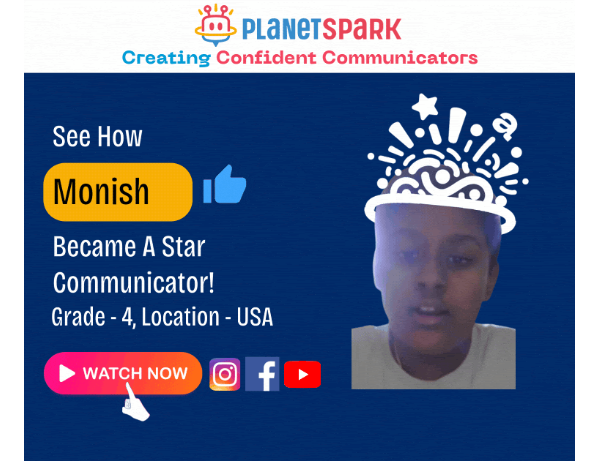 PLANETSPARK
Creating Confident Communicators
See How
Monish
Became A Star
Communicator!
Grade - 4, Location - USA
WATCH NOW
a